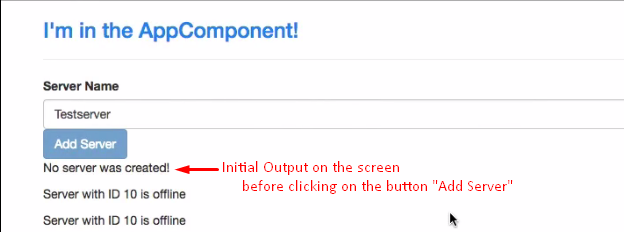 I'm in the AppComponent!
Server Name
Testserver
Add Server
No server was created!
Initial Output on the screen
before clicking on the button "Add Server"
Server with ID 10 is offline
Server with ID 10 is offline